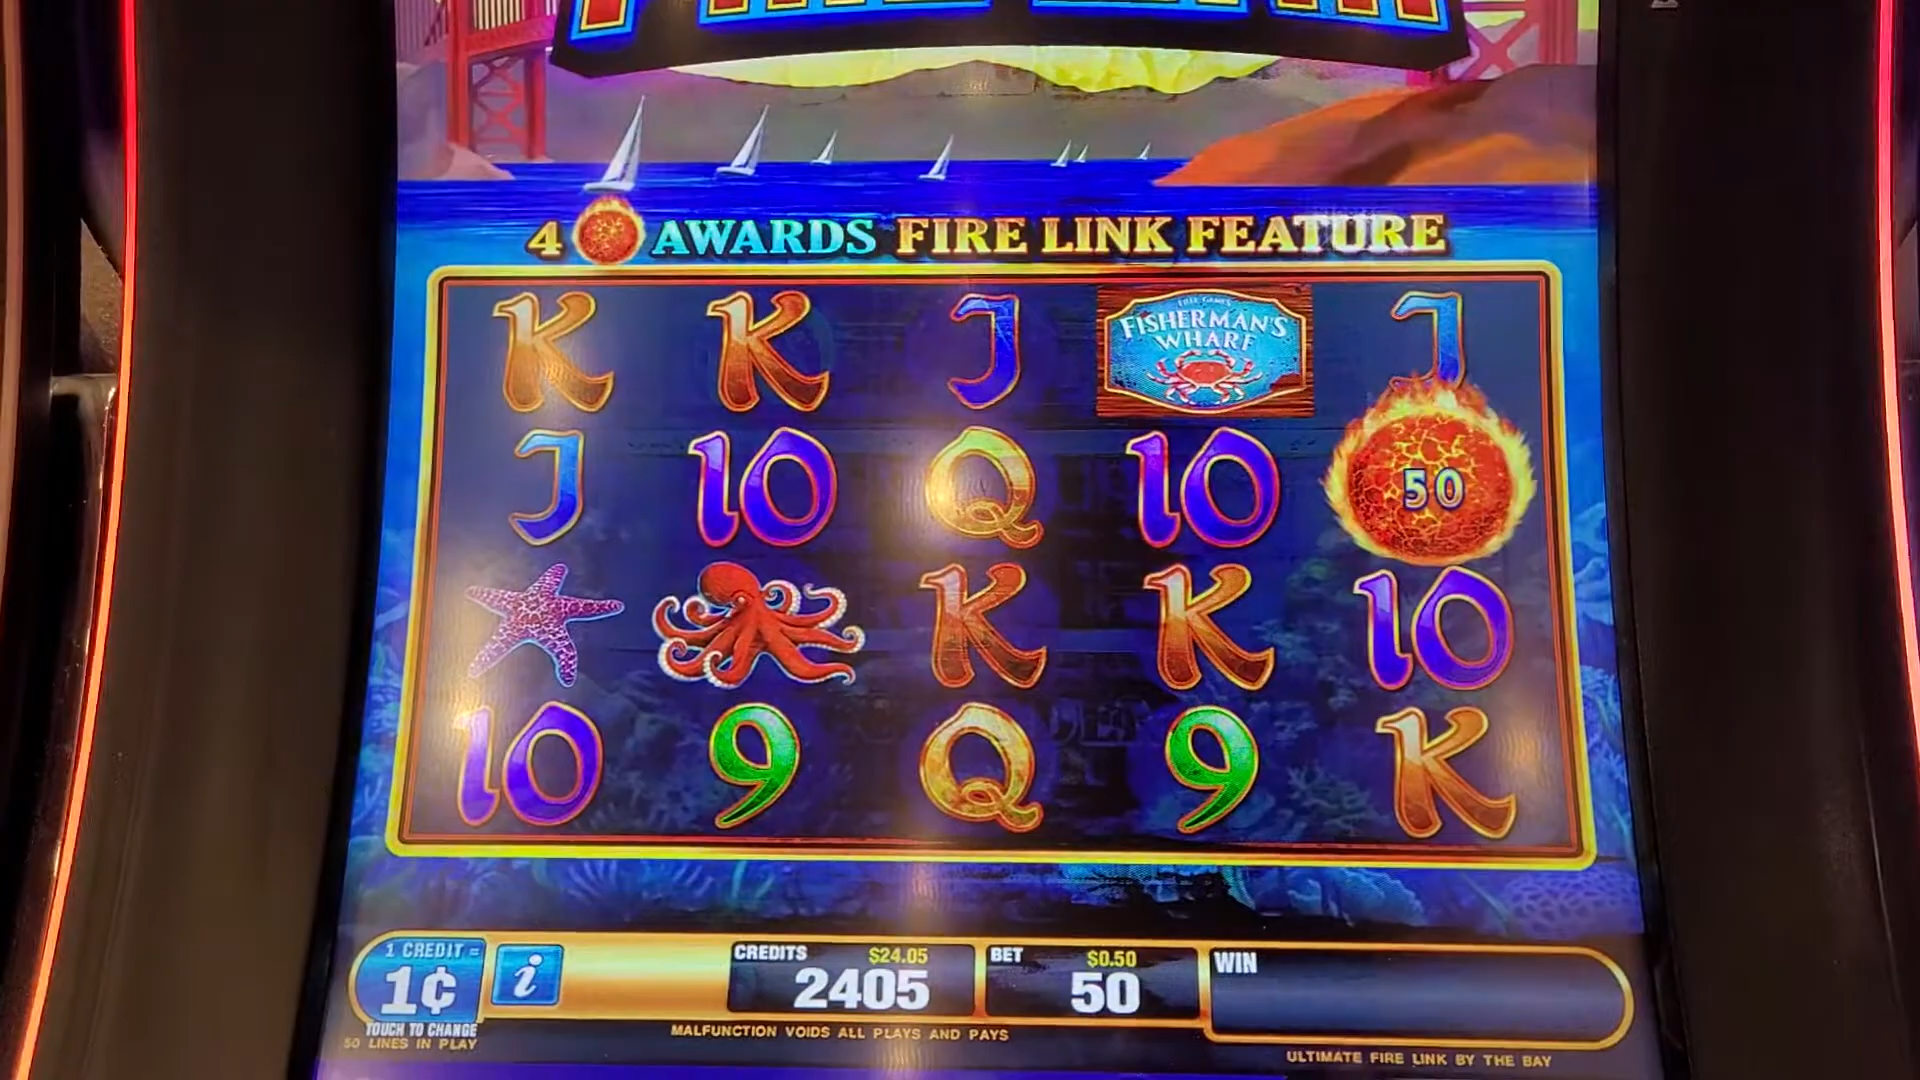 4 AWARDS FIRE LINK FEATURE
K K J FREE GAMES FISHERMAN'S WHARF J
J 10 Q 10 50
K K 10
10 9 Q 9 K
1 CREDIT =
1¢
TOUCH TO CHANGE
50 LINES IN PLAY
i
CREDITS $24.05
2405
BET $0.50
50
WIN
MALFUNCTION VOIDS ALL PLAYS AND PAYS
ULTIMATE FIRE LINK BY THE BAY